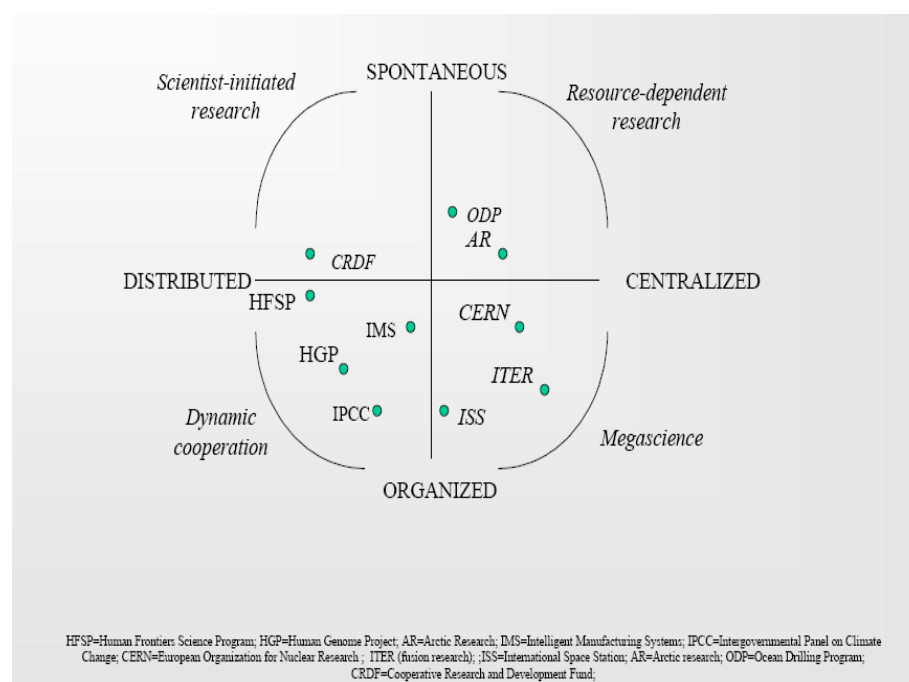 SPONTANEOUS
Scientist-initiated
research
Resource-dependent
research
ODP
AR
CRDF
DISTRIBUTED
CENTRALIZED
HFSP
CERN
IMS
HGP
ITER
IPCC
ISS
Dynamic
cooperation
Megascience
ORGANIZED
HFSP=Human Frontiers Science Program; HGP=Human Genome Project; AR=Arctic Research; IMS=Intelligent Manufacturing Systems; IPCC=Intergovernmental Panel on Climate
Change; CERN=European Organization for Nuclear Research ; ITER (fusion research); ;ISS=International Space Station; AR=Arctic research; ODP=Ocean Drilling Program;
CRDF=Cooperative Research and Development Fund;